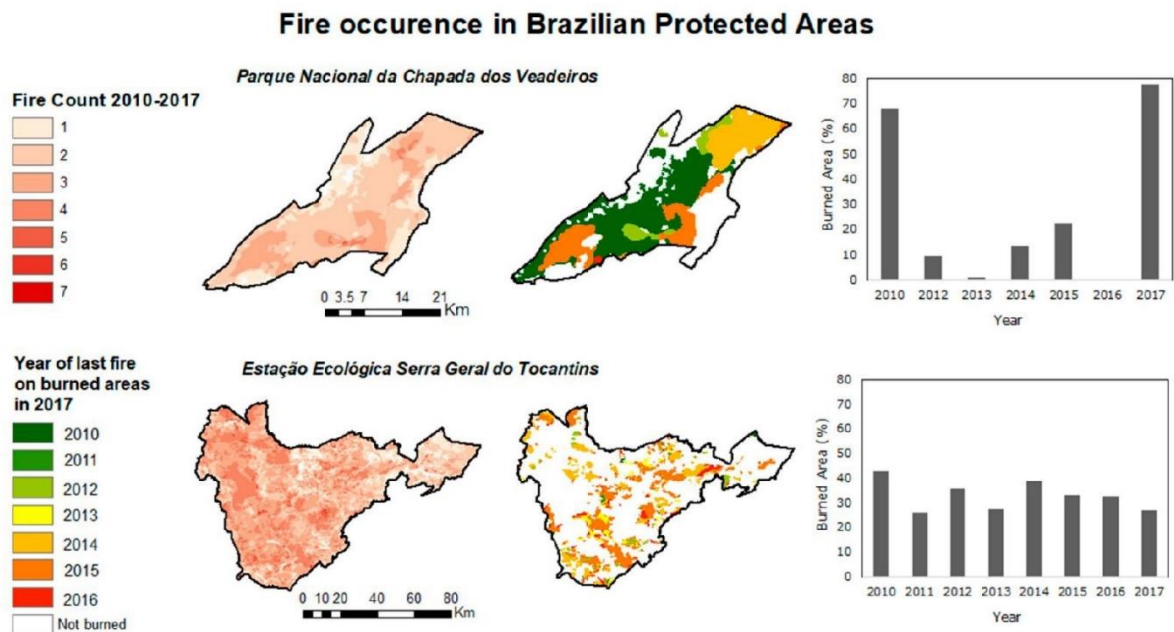 Fire occurence in Brazilian Protected Areas
Parque Nacional da Chapada dos Veadeiros
Fire Count 2010-2017
1
2
3
4
5
6
7
0 3.5 7 14 21
Km
80
70
60
50
40
30
20
10
0
Burned Area (%)
2010 2012 2013 2014 2015 2016 2017
Year
Year of last fire
on burned areas
in 2017
2010
2011
2012
2013
2014
2015
2016
Not burned
Estação Ecológica Serra Geral do Tocantins
0 10 20 40 60 80
Km
80
70
60
50
40
30
20
10
0
Burned Area (%)
2010 2011 2012 2013 2014 2015 2016 2017
Year